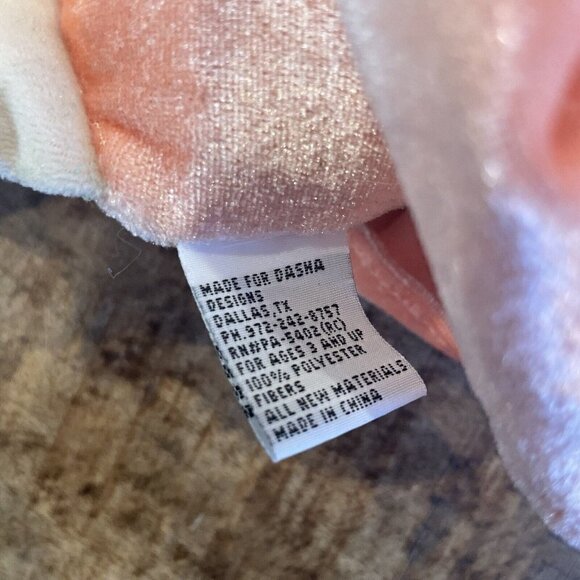 MADE FOR DASHA
DESIGNS
DALLAS,TX
PH.972-242-8757
RN#PA-5402(RC)
FOR AGES 3 AND UP
100% POLYESTER
FIBERS
ALL NEW MATERIALS
MADE IN CHINA